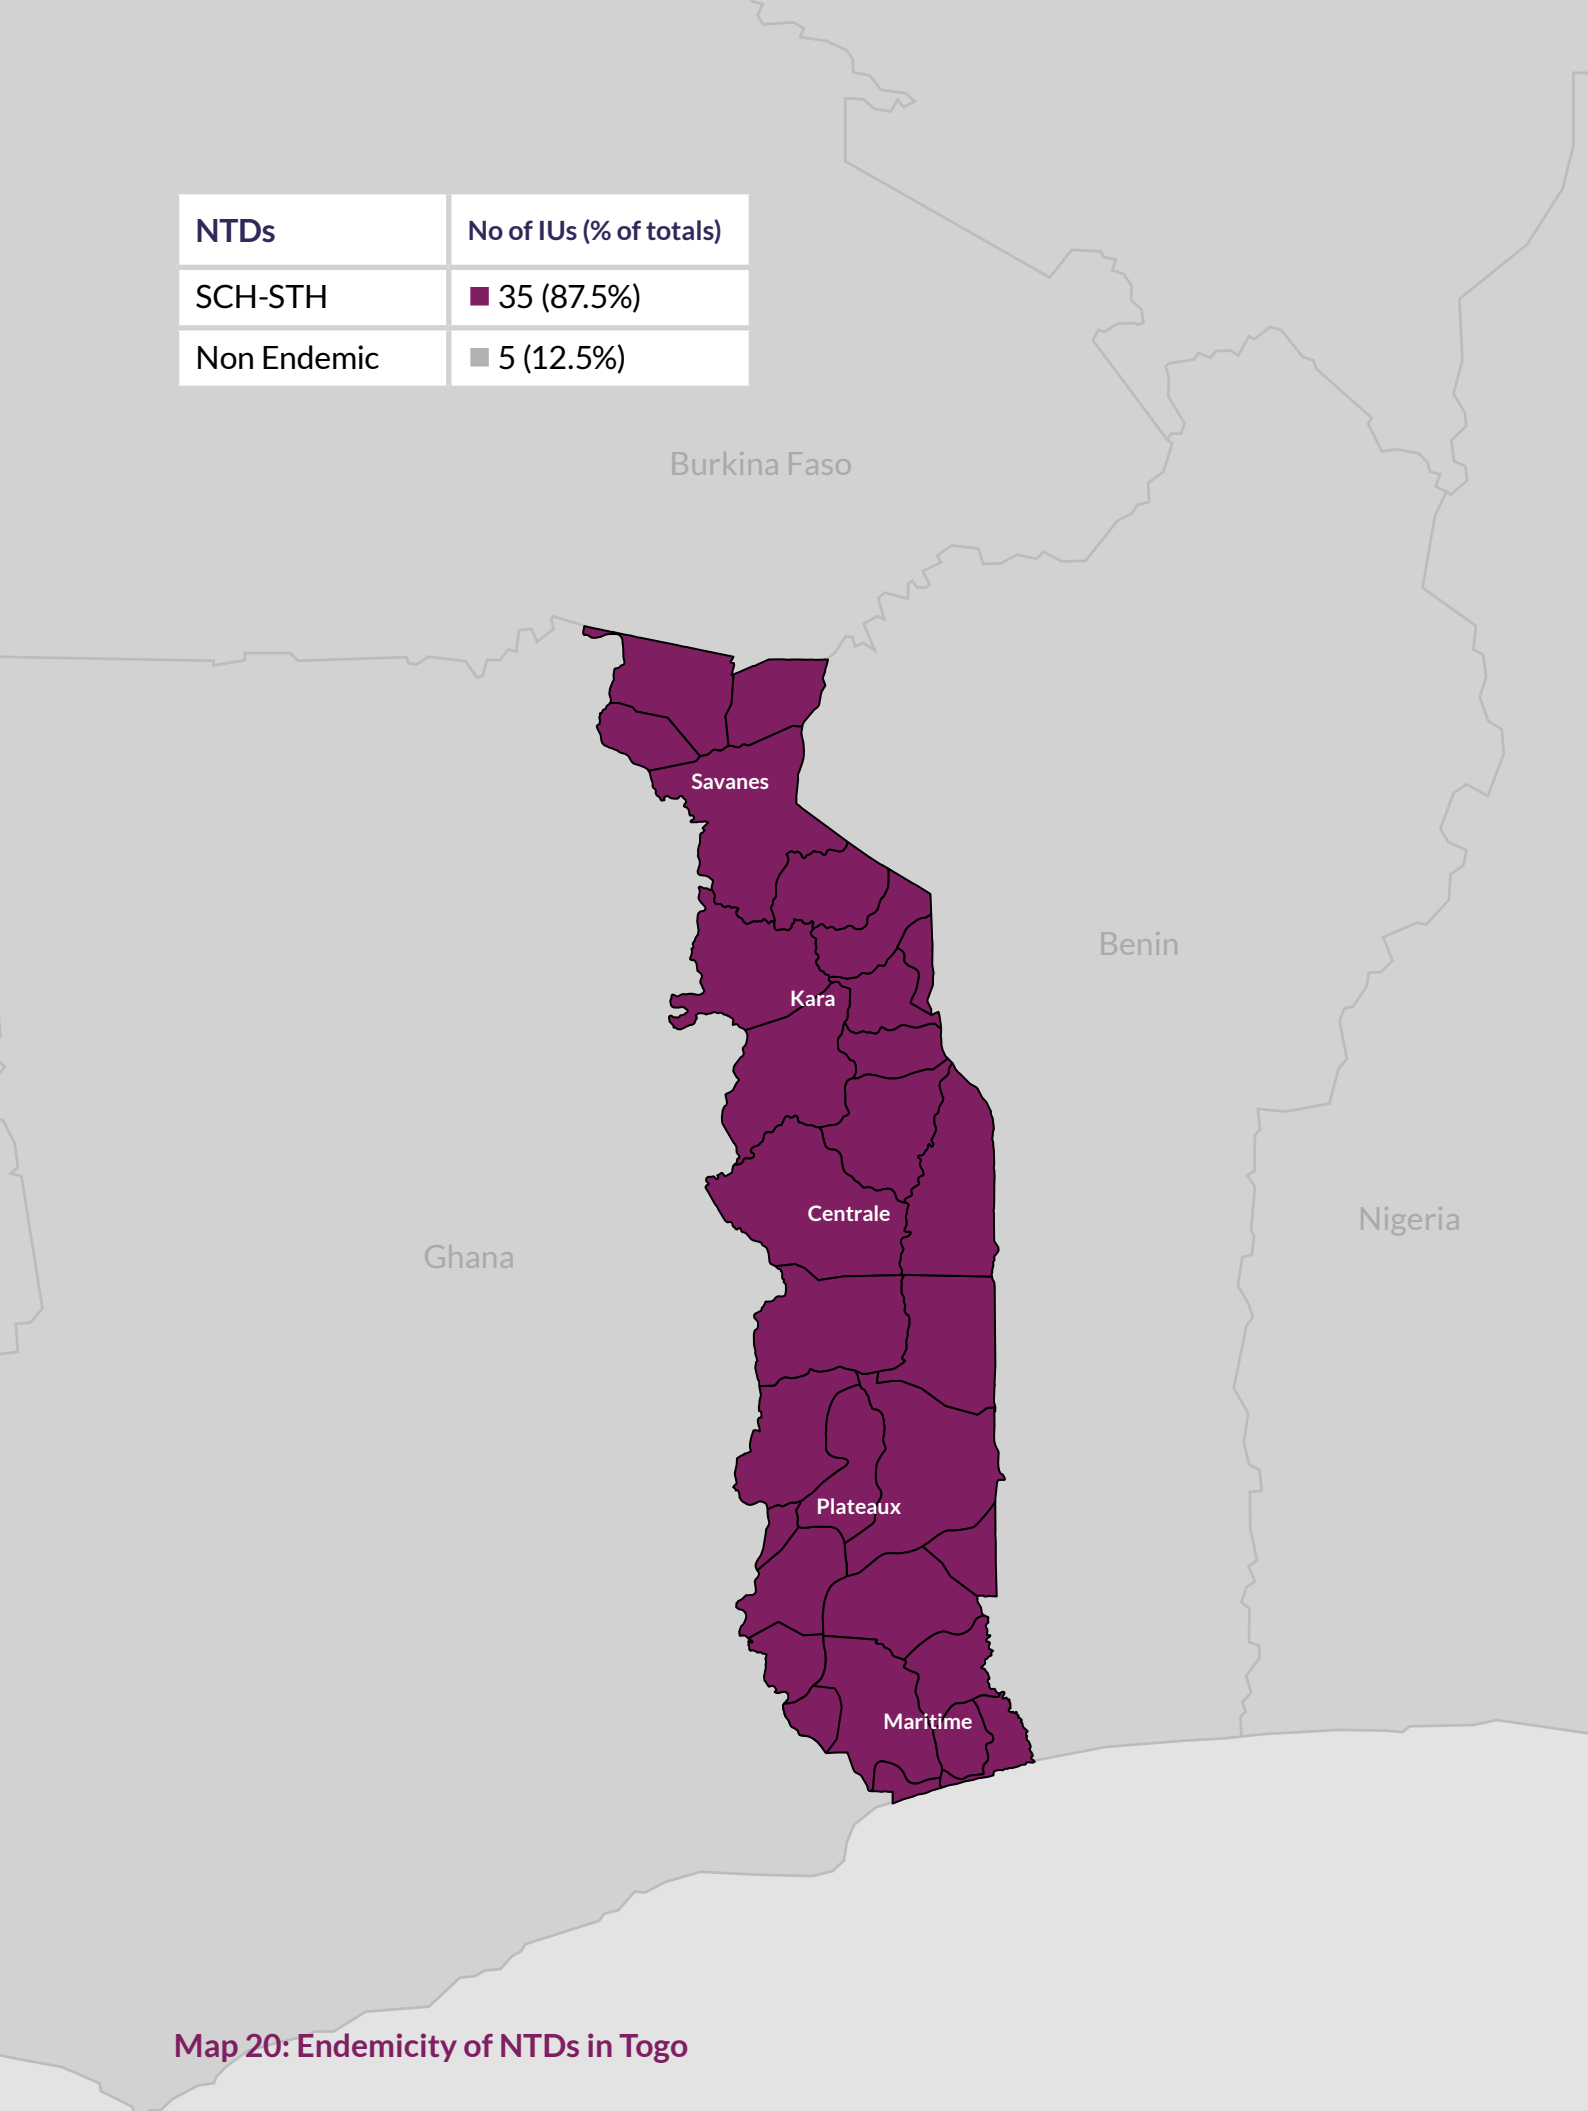 NTDs No of IUs (% of totals)
SCH-STH 35 (87.5%)
Non Endemic 5 (12.5%)
Burkina Faso
Savanes
Benin
Kara
Centrale
Nigeria
Ghana
Plateaux
Maritime
Map 20: Endemicity of NTDs in Togo